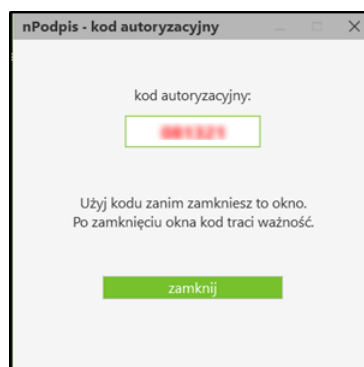 nPodpis - kod autoryzacyjny
kod autoryzacyjny:
Użyj kodu zanim zamkniesz to okno.
Po zamknięciu okna kod traci ważność.
zamknij